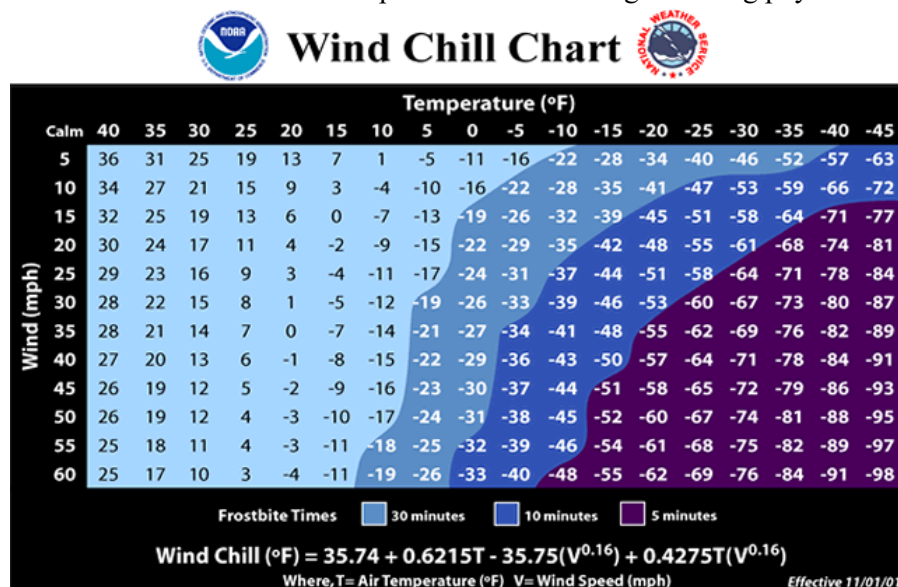 NOAA Wind Chill Chart NATIONAL WEATHER SERVICE
Temperature (ºF)
Calm 40 35 30 25 20 15 10 5 0 -5 -10 -15 -20 -25 -30 -35 -40 -45
5 36 31 25 19 13 7 1 -5 -11 -16 -22 -28 -34 -40 -46 -52 -57 -63
10 34 27 21 15 9 3 -4 -10 -16 -22 -28 -35 -41 -47 -53 -59 -66 -72
15 32 25 19 13 6 0 -7 -13 -19 -26 -32 -39 -45 -51 -58 -64 -71 -77
20 30 24 17 11 4 -2 -9 -15 -22 -29 -35 -42 -48 -55 -61 -68 -74 -81
25 29 23 16 9 3 -4 -11 -17 -24 -31 -37 -44 -51 -58 -64 -71 -78 -84
30 28 22 15 8 1 -5 -12 -19 -26 -33 -39 -46 -53 -60 -67 -73 -80 -87
35 28 21 14 7 0 -7 -14 -21 -27 -34 -41 -48 -55 -62 -69 -76 -82 -89
40 27 20 13 6 -1 -8 -15 -22 -29 -36 -43 -50 -57 -64 -71 -78 -84 -91
45 26 19 12 5 -2 -9 -16 -23 -30 -37 -44 -51 -58 -65 -72 -79 -86 -93
50 26 19 12 4 -3 -10 -17 -24 -31 -38 -45 -52 -60 -67 -74 -81 -88 -95
55 25 18 11 4 -3 -11 -18 -25 -32 -39 -46 -54 -61 -68 -75 -82 -89 -97
60 25 17 10 3 -4 -11 -19 -26 -33 -40 -48 -55 -62 -69 -76 -84 -91 -98
Wind (mph)
Frostbite Times 30 minutes 10 minutes 5 minutes
Wind Chill (ºF) = 35.74 + 0.6215T - 35.75(V^0.16) + 0.4275T(V^0.16)
Where, T= Air Temperature (ºF) V= Wind Speed (mph) Effective 11/01/01